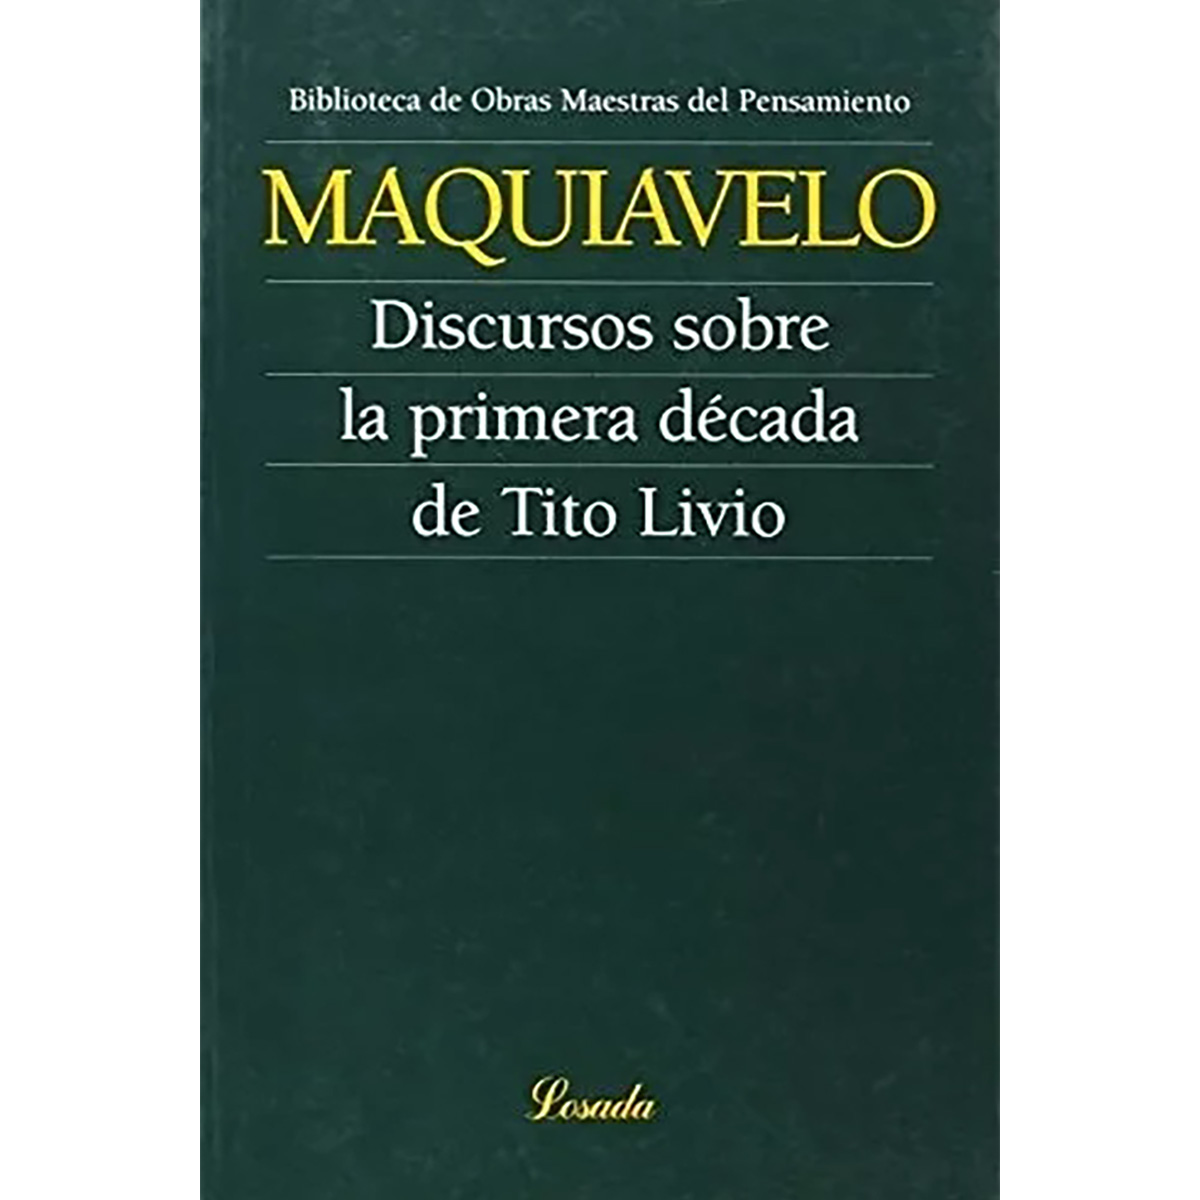 Biblioteca de Obras Maestras del Pensamiento
MAQUIAVELO
Discursos sobre
la primera década
de Tito Livio
Losada